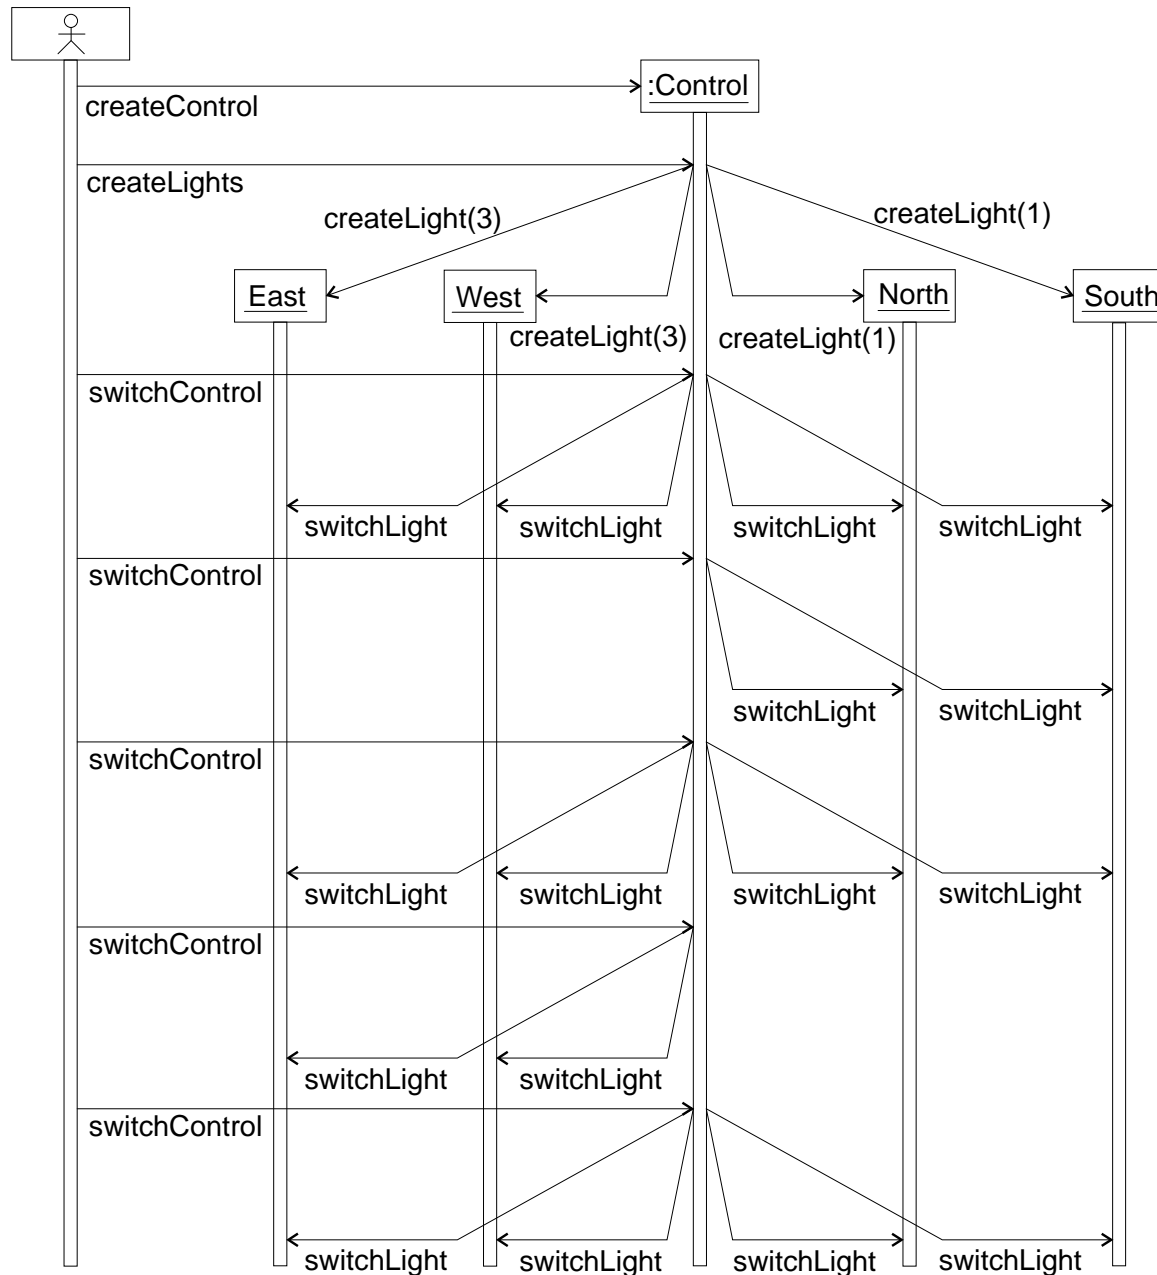 :Control
createControl
createLights
createLight(3)
createLight(1)
East
West
North
South
createLight(3)
createLight(1)
switchControl
switchLight
switchLight
switchLight
switchLight
switchControl
switchLight
switchLight
switchControl
switchLight
switchLight
switchLight
switchLight
switchControl
switchLight
switchLight
switchControl
switchLight
switchLight
switchLight
switchLight